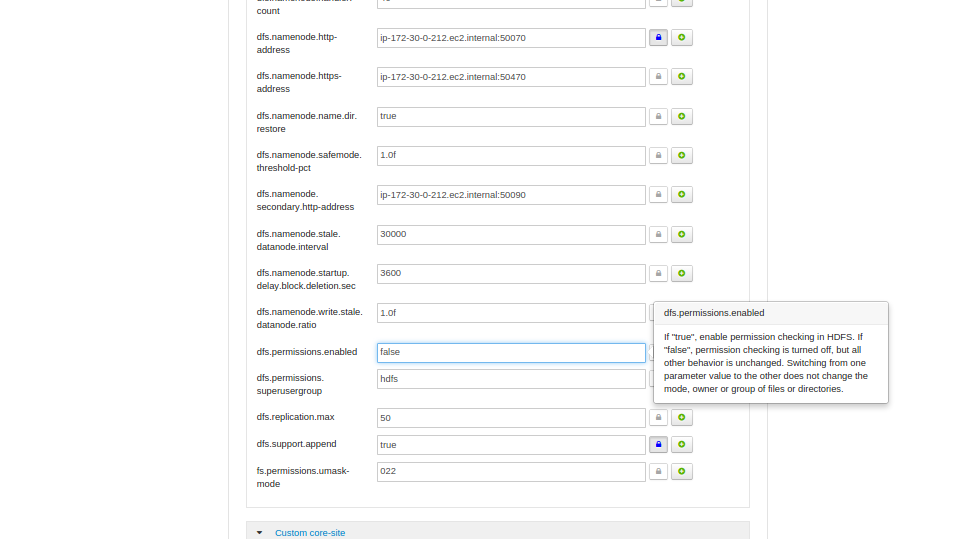 count
dfs.namenode.http-
address
ip-172-30-0-212.ec2.internal:50070
dfs.namenode.https-
address
ip-172-30-0-212.ec2.internal:50470
dfs.namenode.name.dir.
restore
true
dfs.namenode.safemode.
threshold-pct
1.0f
dfs.namenode.
secondary.http-address
ip-172-30-0-212.ec2.internal:50090
dfs.namenode.stale.
datanode.interval
30000
dfs.namenode.startup.
delay.block.deletion.sec
3600
dfs.namenode.write.stale.
datanode.ratio
1.0f
dfs.permissions.enabled
false
dfs.permissions.
superusergroup
hdfs
dfs.permissions.enabled
If "true", enable permission checking in HDFS. If
"false", permission checking is turned off, but all
other behavior is unchanged. Switching from one
parameter value to the other does not change the
mode, owner or group of files or directories.
dfs.replication.max
50
dfs.support.append
true
fs.permissions.umask-
mode
022
Custom core-site